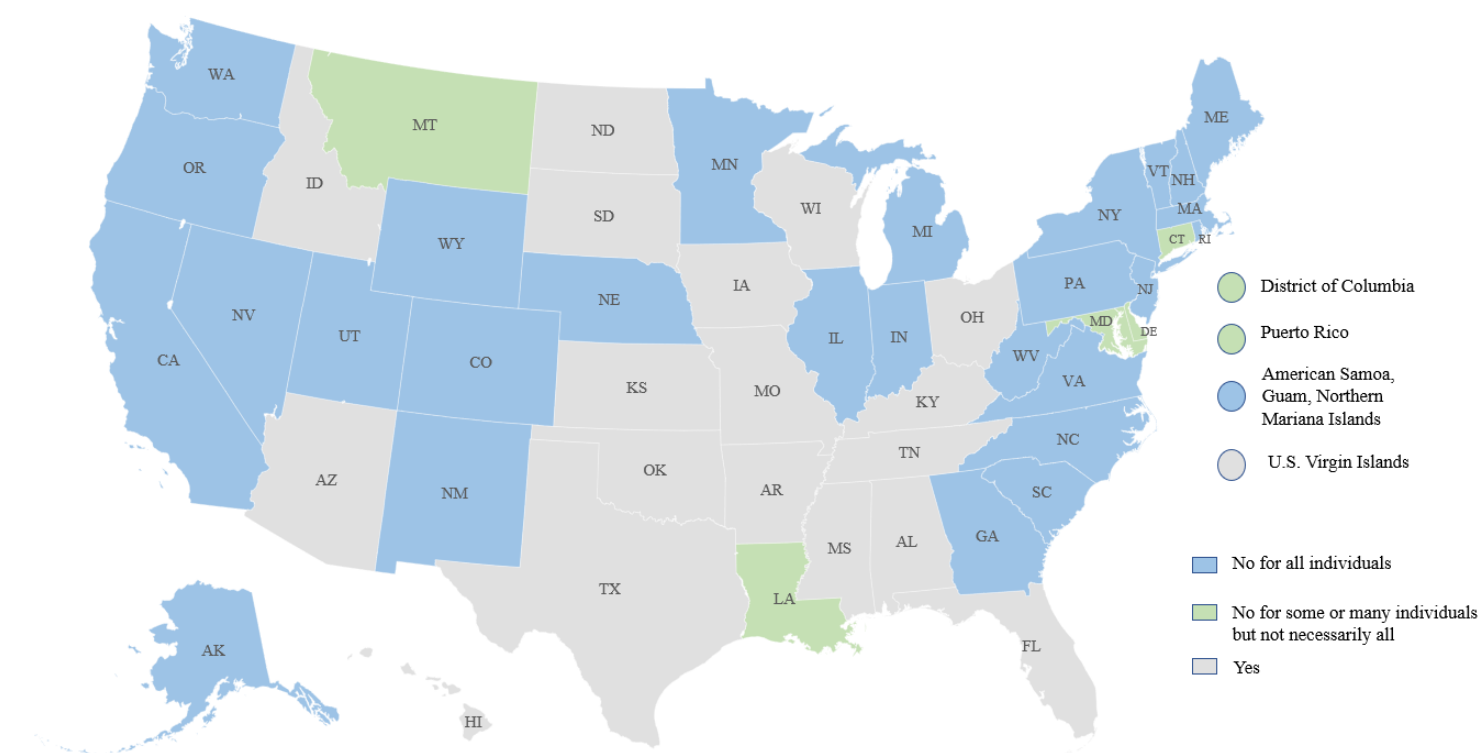 WA
MT
ND
MN
ME
OR
ID
SD
WI
MI
VT
NH
NY
MA
CT
RI
WY
IA
NE
PA
NJ
NV
UT
CO
IL
IN
OH
MD
DE
CA
KS
MO
WV
VA
KY
NC
TN
AZ
NM
OK
AR
SC
MS
AL
GA
TX
LA
FL
AK
HI
District of Columbia
Puerto Rico
American Samoa,
Guam, Northern
Mariana Islands
U.S. Virgin Islands
No for all individuals
No for some or many individuals
but not necessarily all
Yes